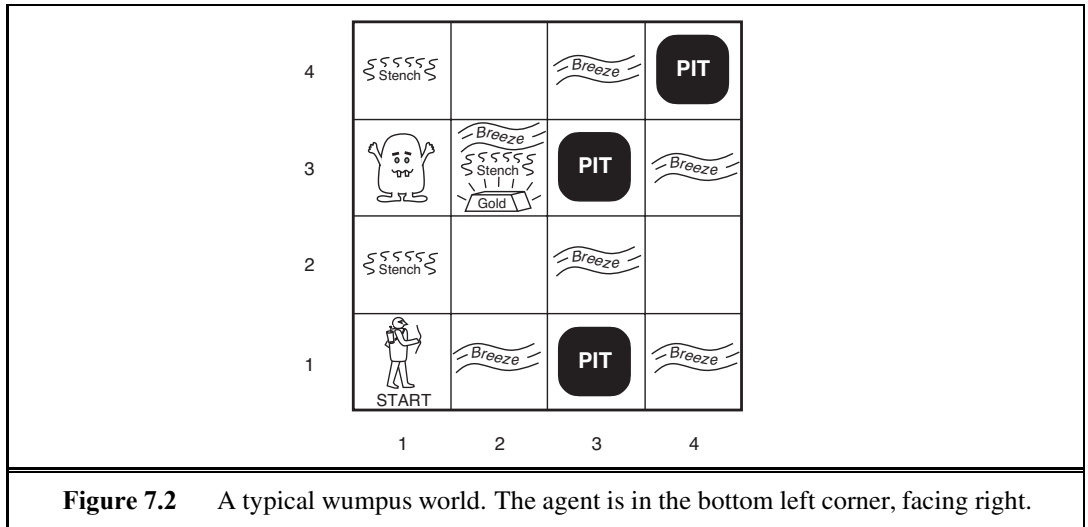 4 Stench Breeze PIT
3 Breeze Stench Gold PIT Breeze
2 Stench Breeze
1 START Breeze PIT Breeze
1 2 3 4
Figure 7.2 A typical wumpus world. The agent is in the bottom left corner, facing right.